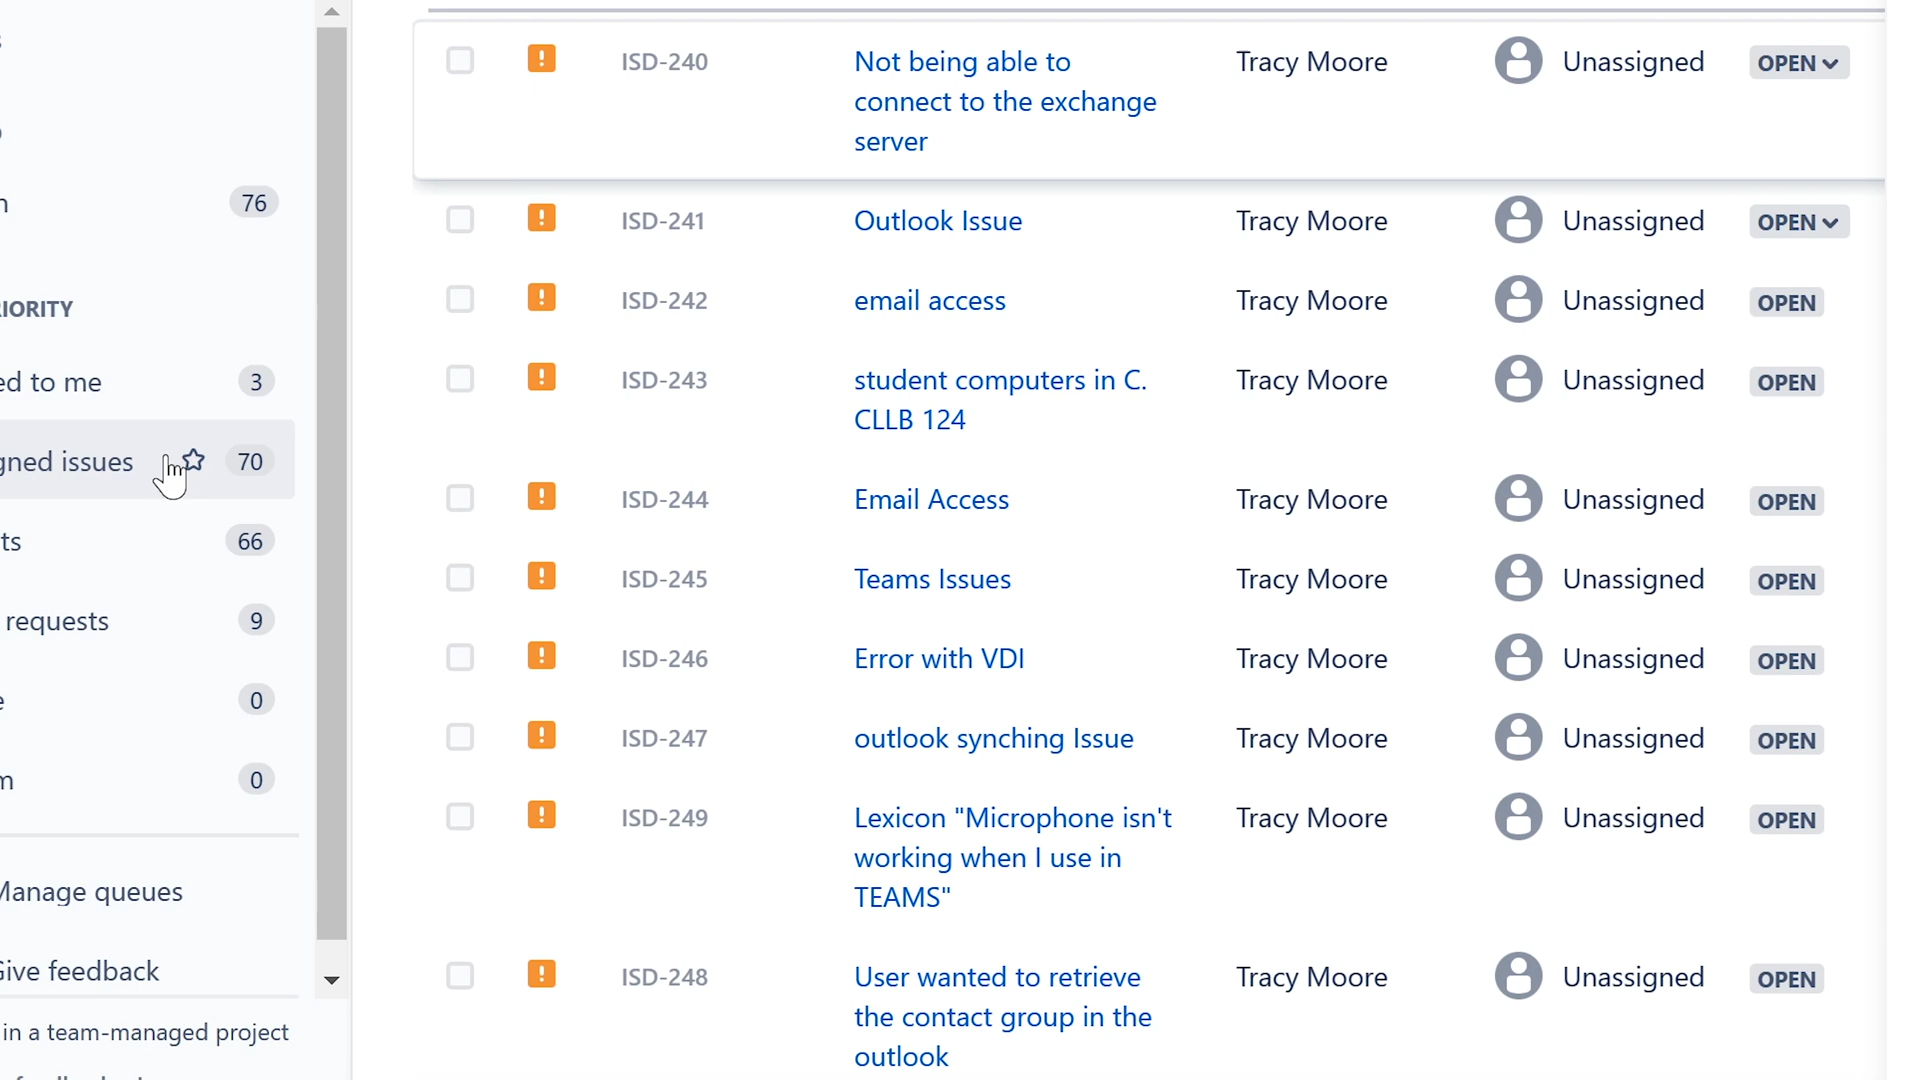 76
IORITY
ed to me 3
gned issues 70
ts 66
requests 9
e 0
m 0
Manage queues
Give feedback
in a team-managed project
ISD-240 Not being able to Tracy Moore Unassigned OPEN
connect to the exchange
server
ISD-241 Outlook Issue Tracy Moore Unassigned OPEN
ISD-242 email access Tracy Moore Unassigned OPEN
ISD-243 student computers in C. Tracy Moore Unassigned OPEN
CLLB 124
ISD-244 Email Access Tracy Moore Unassigned OPEN
ISD-245 Teams Issues Tracy Moore Unassigned OPEN
ISD-246 Error with VDI Tracy Moore Unassigned OPEN
ISD-247 outlook synching Issue Tracy Moore Unassigned OPEN
ISD-249 Lexicon "Microphone isn't Tracy Moore Unassigned OPEN
working when I use in
TEAMS"
ISD-248 User wanted to retrieve Tracy Moore Unassigned OPEN
the contact group in the
outlook